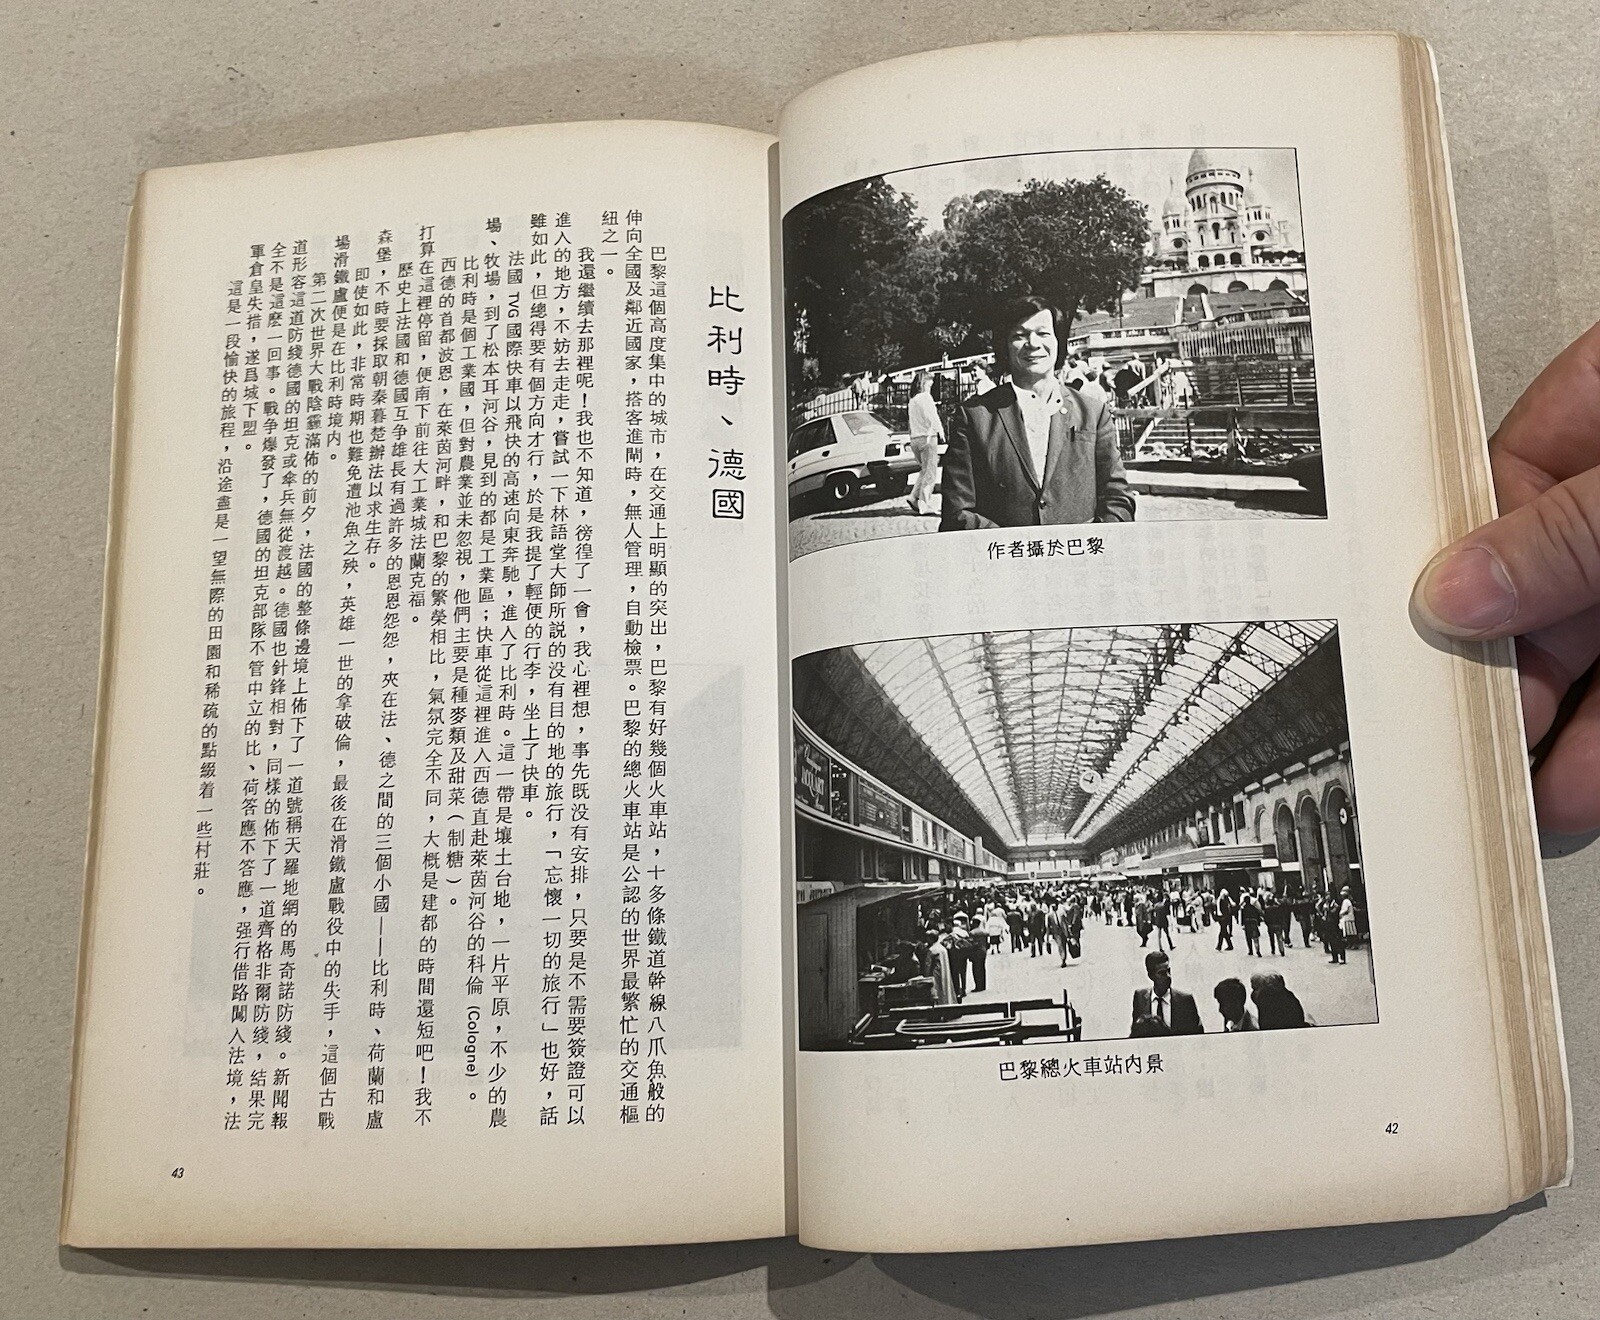 作者攝於巴黎
巴黎總火車站內景
42
比利時、德國
巴黎這個高度集中的城市，在交通上明顯的突出，巴黎有好幾個火車站，十多條鐵道幹線八爪魚般的
伸向全國及鄰近國家，搭客進閘時，無人管理，自動檢票。巴黎的總火車站是公認的世界最繁忙的交通樞
紐之一。
我還繼續去那裡呢！我也不知道，徬徨了一會，我心裡想，事先既没有安排，只要是不需要簽證可以
進入的地方，不妨去走走，嘗試一下林語堂大師所説的没有目的地的旅行，「忘懷一切的旅行」也好，話
雖如此，但總得要有個方向才行，於是我提了輕便的行李，坐上了快車。
法國 TVG 國際快車以飛快的高速向東奔馳，進入了比利時。這一帶是壤土台地，一片平原，不少的農
場、牧場，到了松本耳河谷，見到的都是工業區；快車從這裡進入西德直赴萊茵河谷的科倫 (Cologne)。
比利時是個工業國，但對農業並未忽視，他們主要是種麥類及甜菜（制糖）。
西德的首都波恩，在萊茵河畔，和巴黎的繁榮相比，氣氛完全不同，大概是建都的時間還短吧！我不
打算在這裡停留，便南下前往大工業城法蘭克福。
歷史上法國和德國互争雄長有過許多的恩恩怨怨，夾在法、德之間的三個小國——比利時、荷蘭和盧
森堡，不時要採取朝秦暮楚辦法以求生存。
即使如此，非常時期也難免遭池魚之殃，英雄一世的拿破倫，最後在滑鐵盧戰役中的失手，這個古戰
場滑鐵盧便是在比利時境内。
第二次世界大戰陰霾滿佈的前夕，法國的整條邊境上佈下了一道號稱天羅地網的馬奇諾防綫。新聞報
道形容這道防綫德國的坦克或傘兵無從渡越。德國也針鋒相對，同樣的佈下了一道齊格非爾防綫，結果完
全不是這麽一回事。戰争爆發了，德國的坦克部隊不管中立的比、荷答應不答應，强行借路闖入法境，法
軍倉皇失措，遂爲城下盟。
這是一段愉快的旅程，沿途盡是一望無際的田園和稀疏的點綴着一些村莊。
43